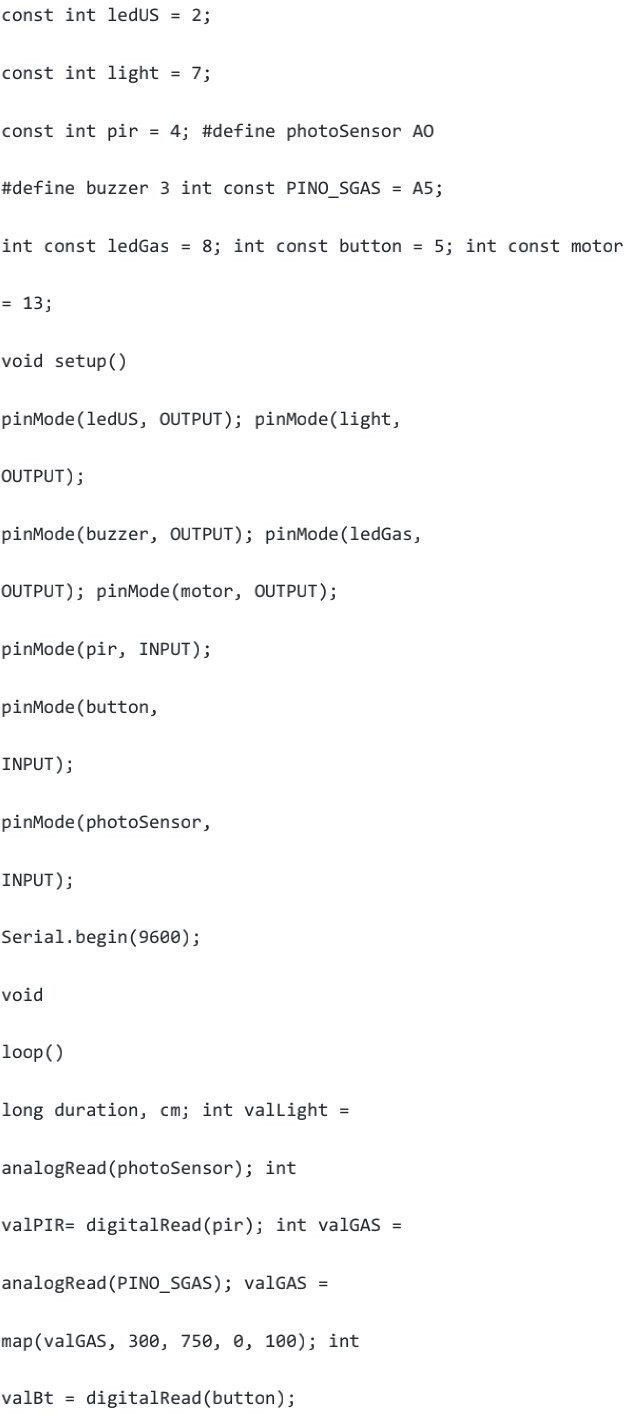 const int ledUS = 2;
const int light = 7;
const int pir = 4; #define photoSensor AO
#define buzzer 3 int const PINO_SGAS = A5;
int const ledGas = 8; int const button = 5; int const motor
= 13;
void setup()
pinMode(ledUS, OUTPUT); pinMode(light,
OUTPUT);
pinMode(buzzer, OUTPUT); pinMode(ledGas,
OUTPUT); pinMode(motor, OUTPUT);
pinMode(pir, INPUT);
pinMode(button,
INPUT);
pinMode(photoSensor,
INPUT);
Serial.begin(9600);
void
loop()
long duration, cm; int valLight =
analogRead(photoSensor); int
valPIR= digitalRead(pir); int valGAS =
analogRead(PINO_SGAS); valGAS =
map(valGAS, 300, 750, 0, 100); int
valBt = digitalRead(button);